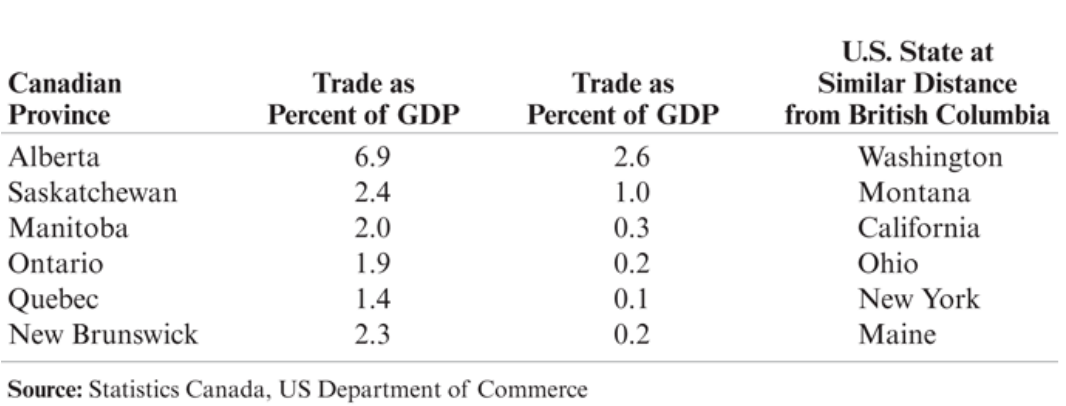 U.S. State at
Canadian Trade as Trade as Similar Distance
Province Percent of GDP Percent of GDP from British Columbia
Alberta 6.9 2.6 Washington
Saskatchewan 2.4 1.0 Montana
Manitoba 2.0 0.3 California
Ontario 1.9 0.2 Ohio
Quebec 1.4 0.1 New York
New Brunswick 2.3 0.2 Maine
Source: Statistics Canada, US Department of Commerce